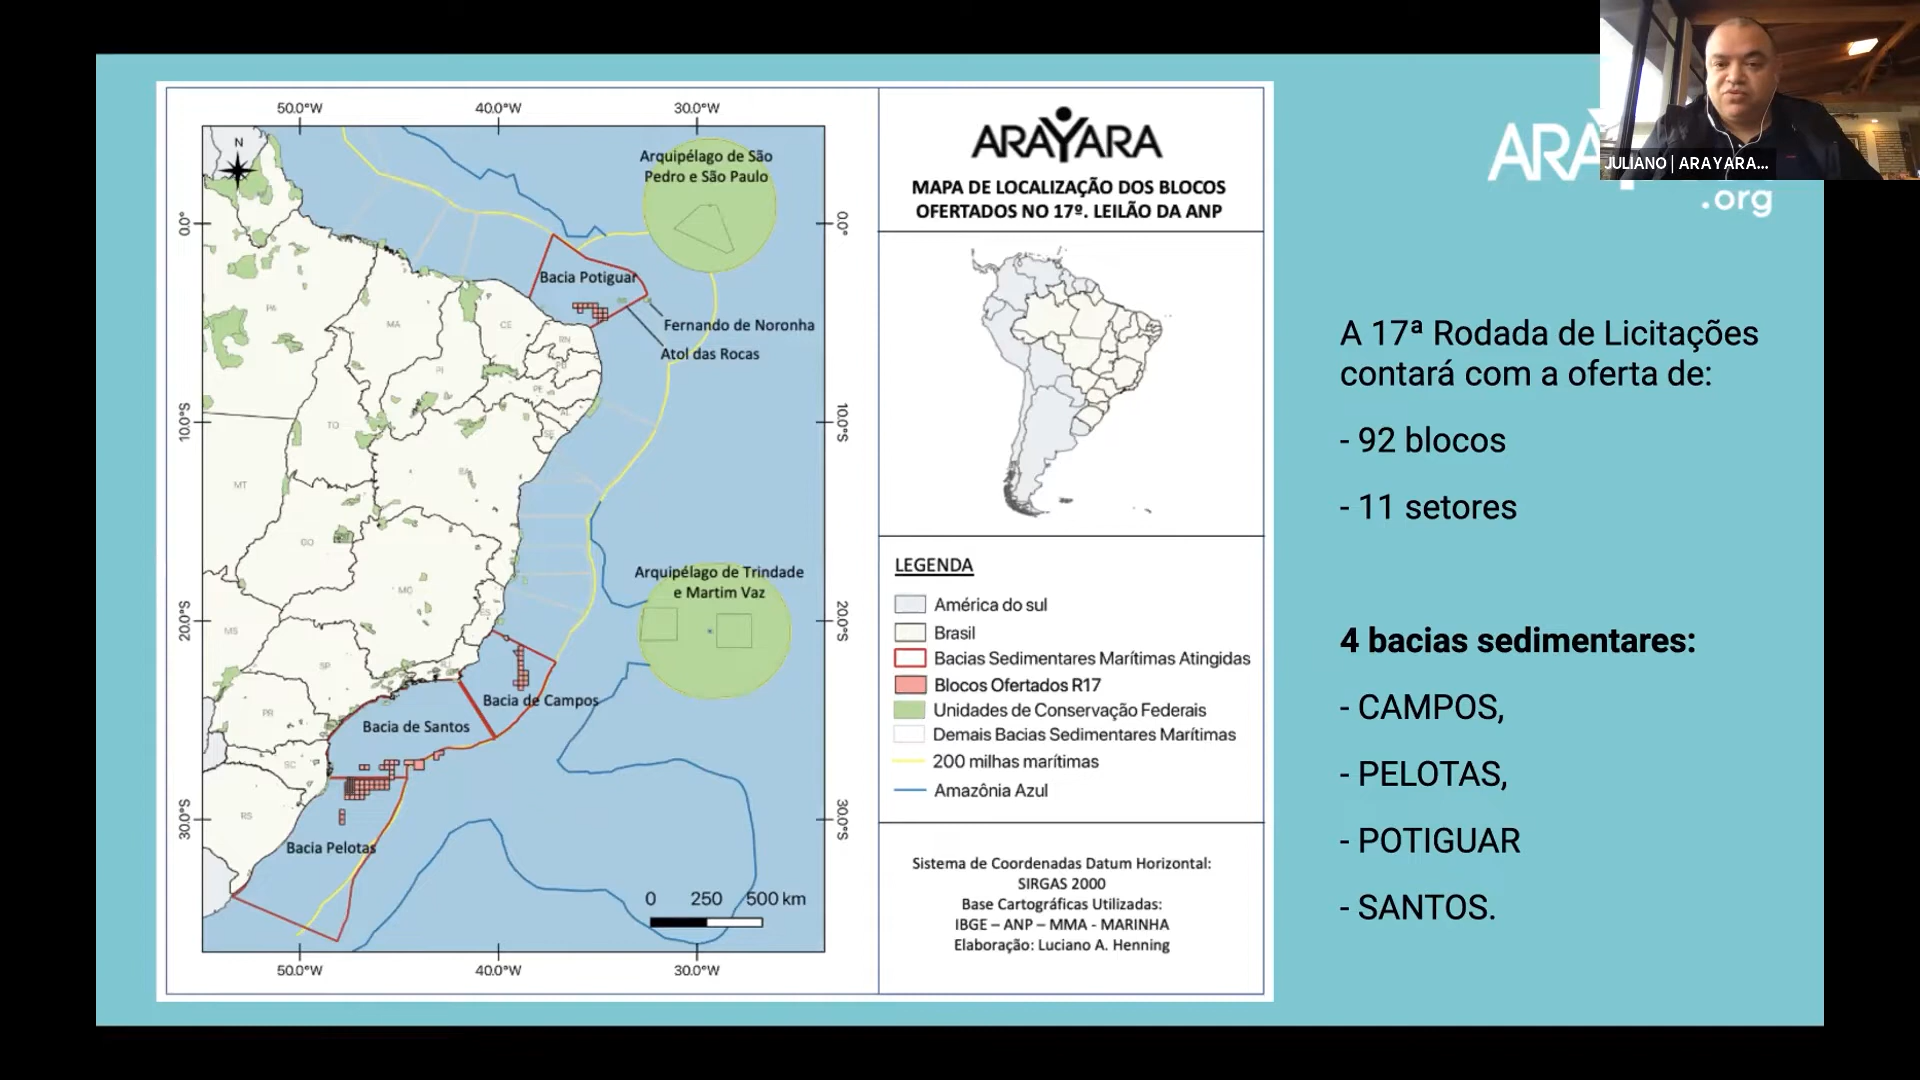 50.0°W 40.0°W 30.0°W
N
Arquipélago de São
Pedro e São Paulo
0.0°
0.0°
Bacia Potiguar
Fernando de Noronha
Atol das Rocas
PA
MA
CE
RN
PI
PE
AL
SE
TO
BA
MT
GO
MG
ES
MS
SP
RJ
PR
SC
RS
10.0°S
10.0°S
Arquipélago de Trindade
e Martim Vaz
20.0°S
20.0°S
Bacia de Campos
Bacia de Santos
30.0°S
30.0°S
Bacia Pelotas
0 250 500 km
50.0°W 40.0°W 30.0°W
ARAYARA
MAPA DE LOCALIZAÇÃO DOS BLOCOS
OFERTADOS NO 17º. LEILÃO DA ANP
LEGENDA
América do sul
Brasil
Bacias Sedimentares Marítimas Atingidas
Blocos Ofertados R17
Unidades de Conservação Federais
Demais Bacias Sedimentares Marítimas
200 milhas marítimas
Amazônia Azul
Sistema de Coordenadas Datum Horizontal:
SIRGAS 2000
Base Cartográficas Utilizadas:
IBGE – ANP – MMA - MARINHA
Elaboração: Luciano A. Henning
JULIANO | ARAYARA...
ARA
.org
A 17ª Rodada de Licitações
contará com a oferta de:
- 92 blocos
- 11 setores
4 bacias sedimentares:
- CAMPOS,
- PELOTAS,
- POTIGUAR
- SANTOS.